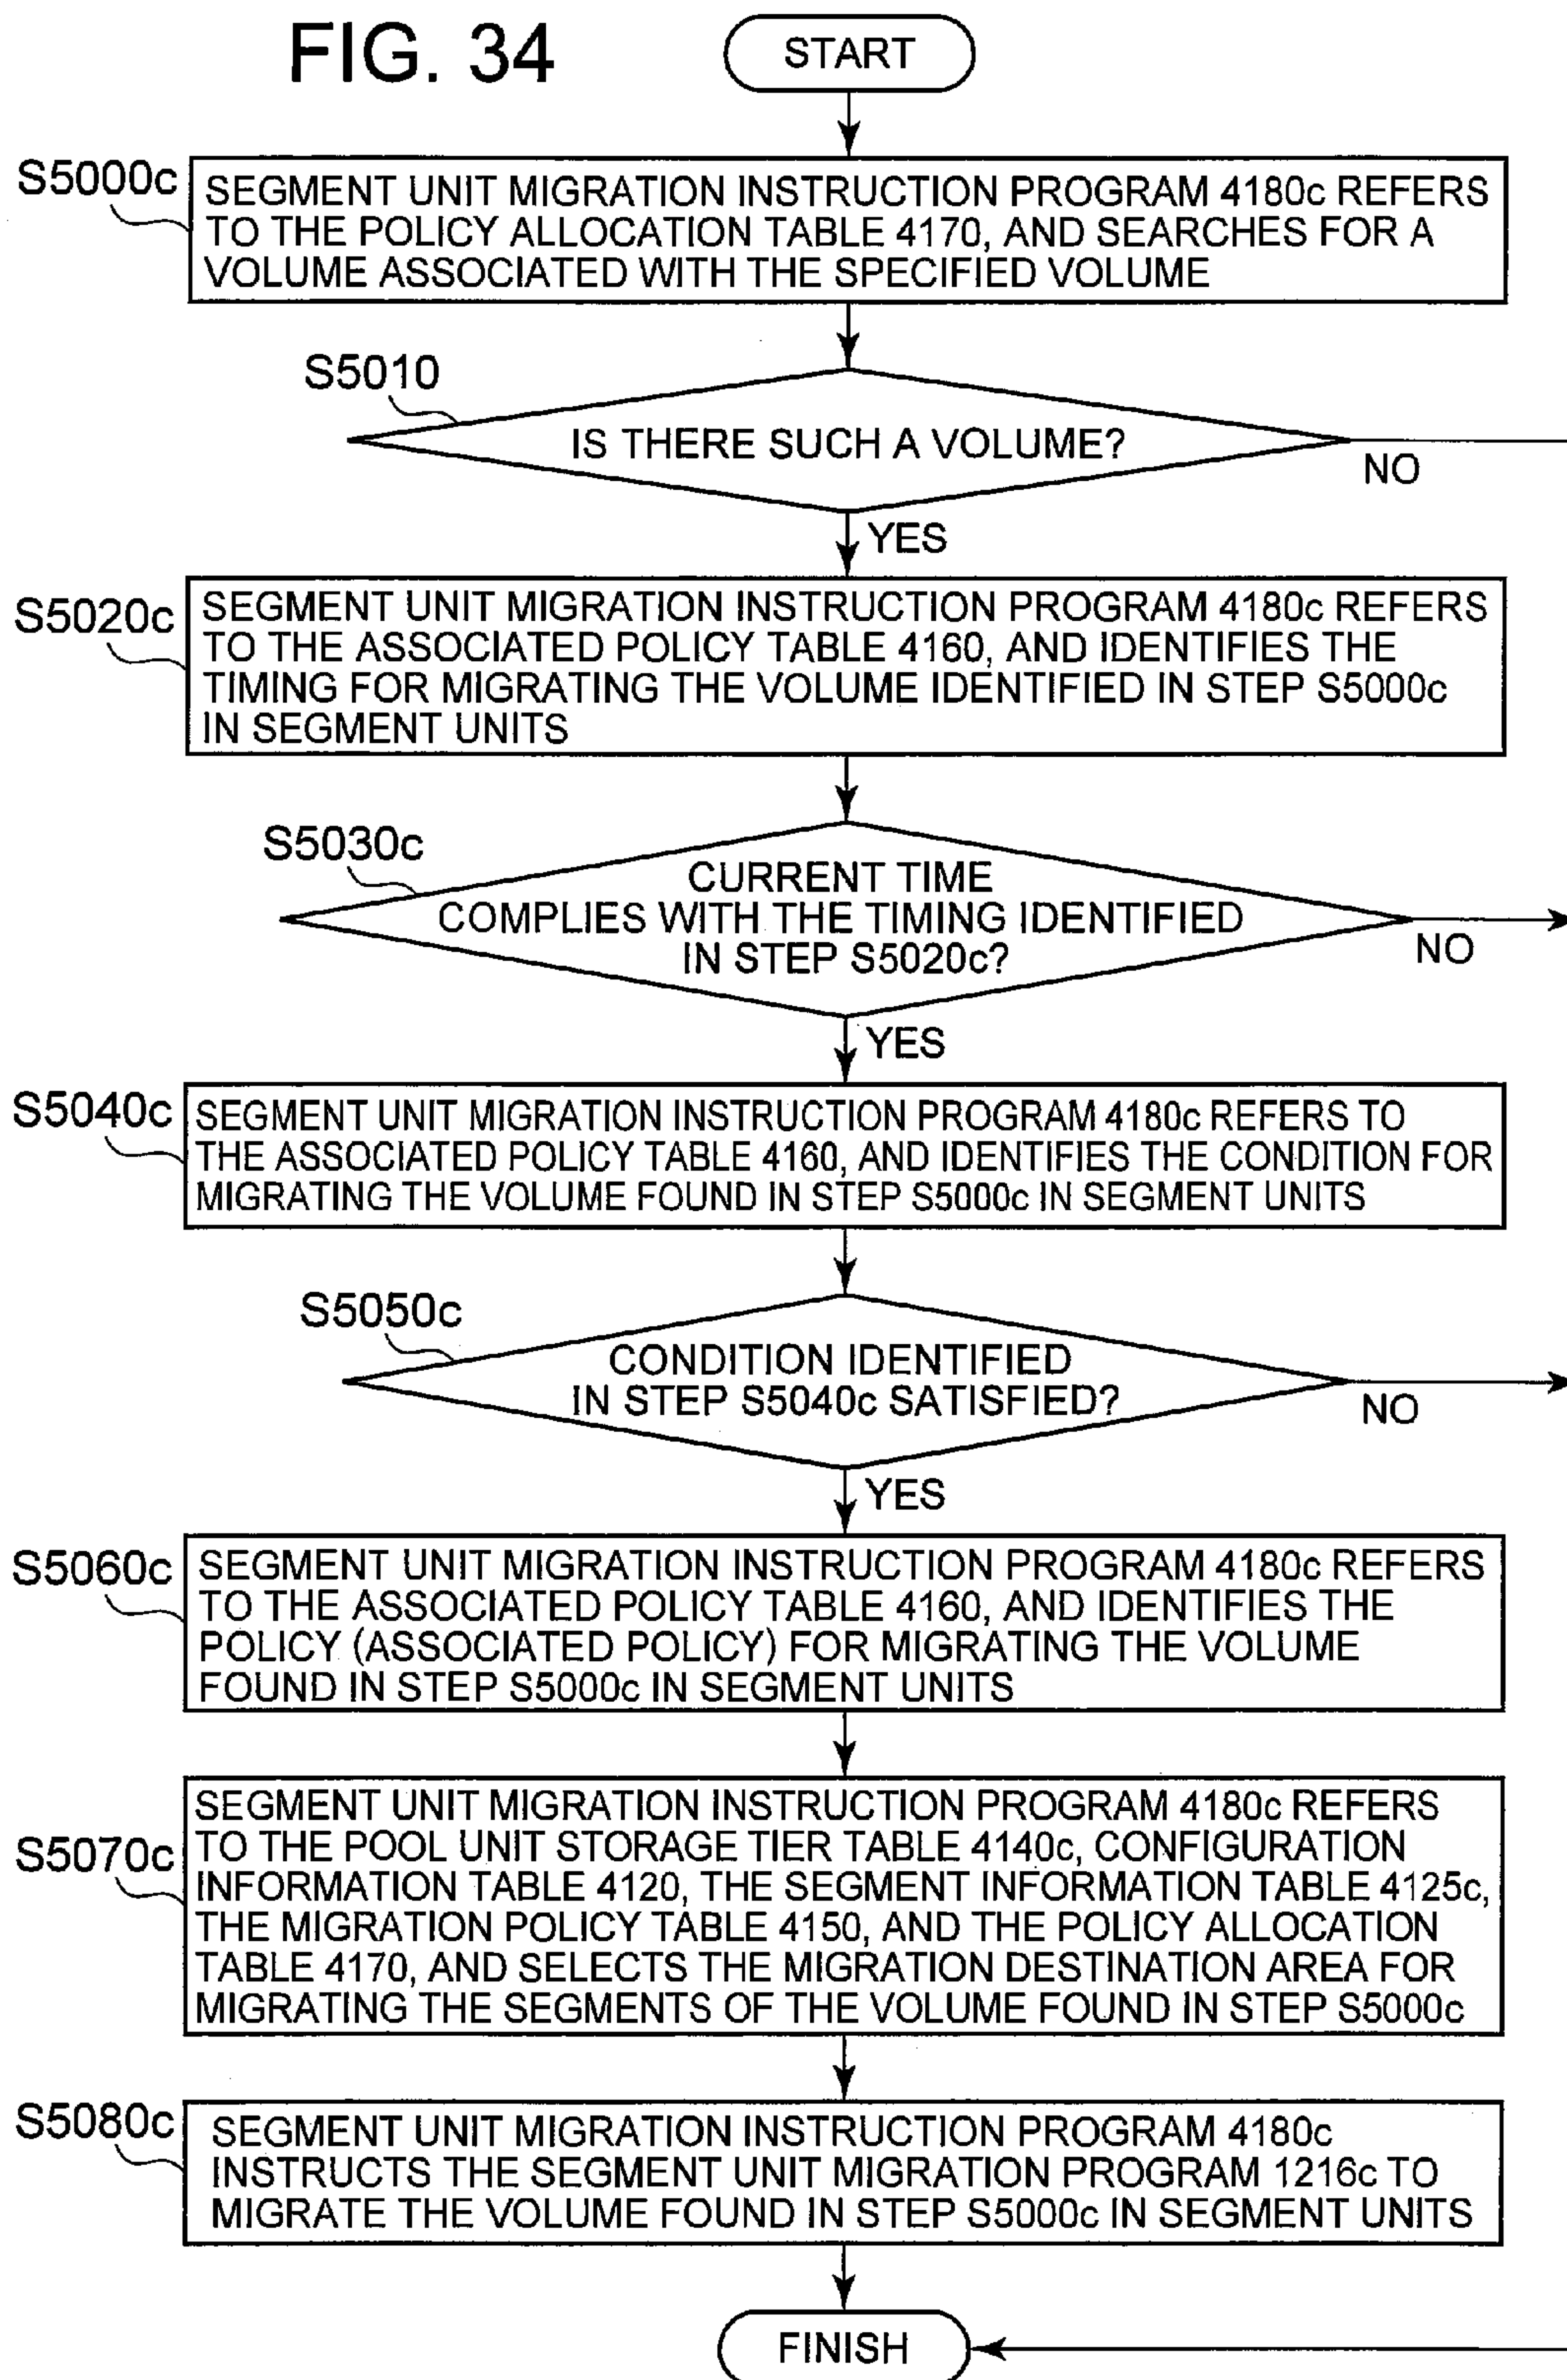 FIG. 34
START
S5000c
SEGMENT UNIT MIGRATION INSTRUCTION PROGRAM 4180c REFERS
TO THE POLICY ALLOCATION TABLE 4170, AND SEARCHES FOR A
VOLUME ASSOCIATED WITH THE SPECIFIED VOLUME
S5010
IS THERE SUCH A VOLUME?
NO
YES
S5020c
SEGMENT UNIT MIGRATION INSTRUCTION PROGRAM 4180c REFERS
TO THE ASSOCIATED POLICY TABLE 4160, AND IDENTIFIES THE
TIMING FOR MIGRATING THE VOLUME IDENTIFIED IN STEP S5000c
IN SEGMENT UNITS
S5030c
CURRENT TIME
COMPLIES WITH THE TIMING IDENTIFIED
IN STEP S5020c?
NO
YES
S5040c
SEGMENT UNIT MIGRATION INSTRUCTION PROGRAM 4180c REFERS TO
THE ASSOCIATED POLICY TABLE 4160, AND IDENTIFIES THE CONDITION FOR
MIGRATING THE VOLUME FOUND IN STEP S5000c IN SEGMENT UNITS
S5050c
CONDITION IDENTIFIED
IN STEP S5040c SATISFIED?
NO
YES
S5060c
SEGMENT UNIT MIGRATION INSTRUCTION PROGRAM 4180c REFERS
TO THE ASSOCIATED POLICY TABLE 4160, AND IDENTIFIES THE
POLICY (ASSOCIATED POLICY) FOR MIGRATING THE VOLUME
FOUND IN STEP S5000c IN SEGMENT UNITS
S5070c
SEGMENT UNIT MIGRATION INSTRUCTION PROGRAM 4180c REFERS
TO THE POOL UNIT STORAGE TIER TABLE 4140c, CONFIGURATION
INFORMATION TABLE 4120, THE SEGMENT INFORMATION TABLE 4125c,
THE MIGRATION POLICY TABLE 4150, AND THE POLICY ALLOCATION
TABLE 4170, AND SELECTS THE MIGRATION DESTINATION AREA FOR
MIGRATING THE SEGMENTS OF THE VOLUME FOUND IN STEP S5000c
S5080c
SEGMENT UNIT MIGRATION INSTRUCTION PROGRAM 4180c
INSTRUCTS THE SEGMENT UNIT MIGRATION PROGRAM 1216c TO
MIGRATE THE VOLUME FOUND IN STEP S5000c IN SEGMENT UNITS
FINISH